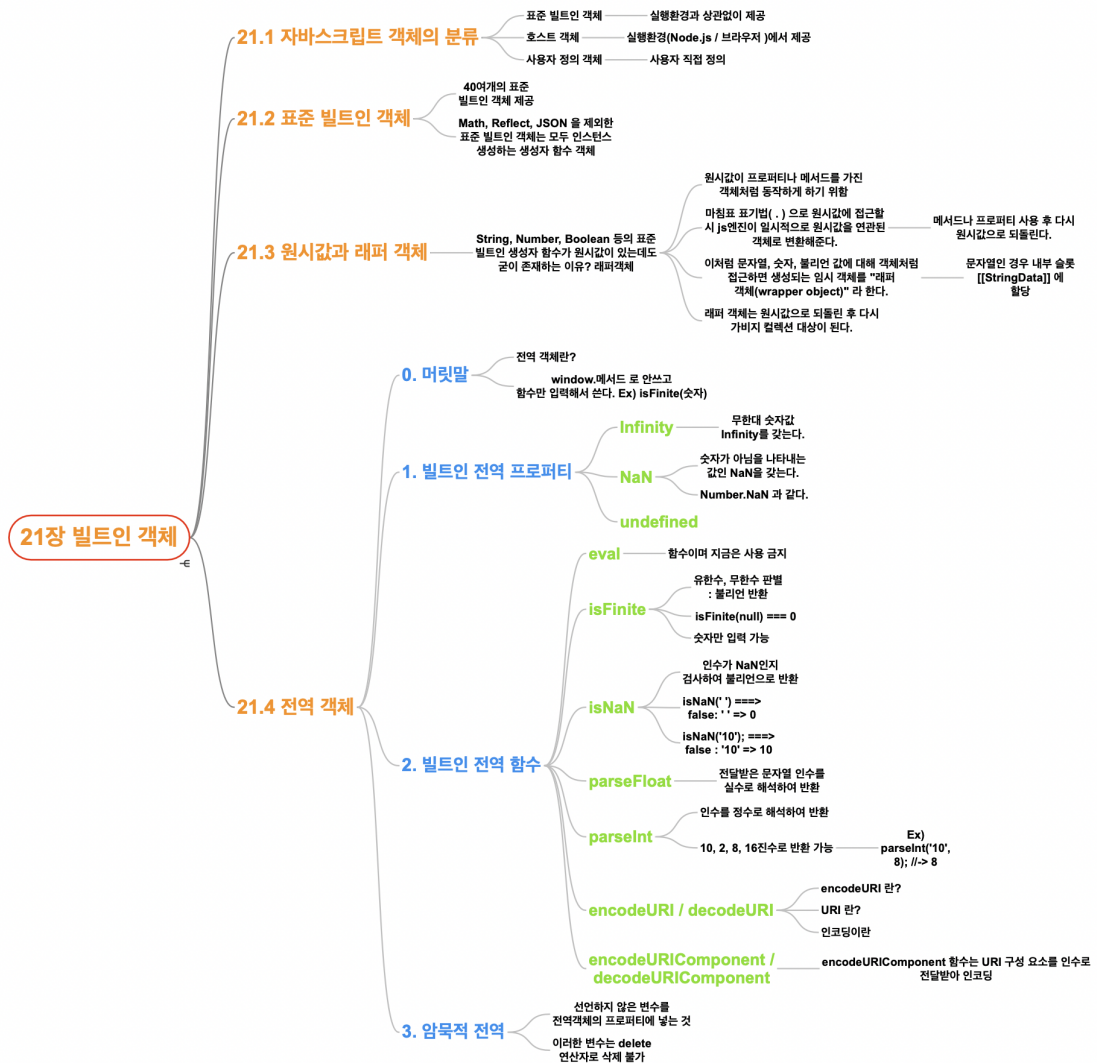 21장 빌트인 객체
21.1 자바스크립트 객체의 분류
표준 빌트인 객체
실행환경과 상관없이 제공
호스트 객체
실행환경(Node.js / 브라우저 )에서 제공
사용자 정의 객체
사용자 직접 정의
21.2 표준 빌트인 객체
40여개의 표준
빌트인 객체 제공
Math, Reflect, JSON 을 제외한
표준 빌트인 객체는 모두 인스턴스
생성하는 생성자 함수 객체
21.3 원시값과 래퍼 객체
String, Number, Boolean 등의 표준
빌트인 생성자 함수가 원시값이 있는데도
굳이 존재하는 이유? 래퍼객체
원시값이 프로퍼티나 메서드를 가진
객체처럼 동작하게 하기 위함
마침표 표기법( . ) 으로 원시값에 접근할
시 js엔진이 일시적으로 원시값을 연관된
객체로 변환해준다.
메서드나 프로퍼티 사용 후 다시
원시값으로 되돌린다.
이처럼 문자열, 숫자, 불리언 값에 대해 객체처럼
접근하면 생성되는 임시 객체를 "래퍼
객체(wrapper object)" 라 한다.
문자열인 경우 내부 슬롯
[[StringData]] 에
할당
래퍼 객체는 원시값으로 되돌린 후 다시
가비지 컬렉션 대상이 된다.
21.4 전역 객체
0. 머릿말
전역 객체란?
window.메서드 로 안쓰고
함수만 입력해서 쓴다. Ex) isFinite(숫자)
1. 빌트인 전역 프로퍼티
Infinity
무한대 숫자값
Infinity를 갖는다.
NaN
숫자가 아님을 나타내는
값인 NaN을 갖는다.
Number.NaN 과 같다.
undefined
2. 빌트인 전역 함수
eval
함수이며 지금은 사용 금지
isFinite
유한수, 무한수 판별
: 불리언 반환
isFinite(null) === 0
숫자만 입력 가능
isNaN
인수가 NaN인지
검사하여 불리언으로 반환
isNaN(' ') ===>
false: ' ' => 0
isNaN('10'); ===>
false : '10' => 10
parseFloat
전달받은 문자열 인수를
실수로 해석하여 반환
parseInt
인수를 정수로 해석하여 반환
10, 2, 8, 16진수로 반환 가능
Ex)
parseInt('10',
8); //-> 8
encodeURI / decodeURI
encodeURI 란?
URI 란?
인코딩이란
encodeURIComponent /
decodeURIComponent
encodeURIComponent 함수는 URI 구성 요소를 인수로
전달받아 인코딩
3. 암묵적 전역
선언하지 않은 변수를
전역객체의 프로퍼티에 넣는 것
이러한 변수는 delete
연산자로 삭제 불가